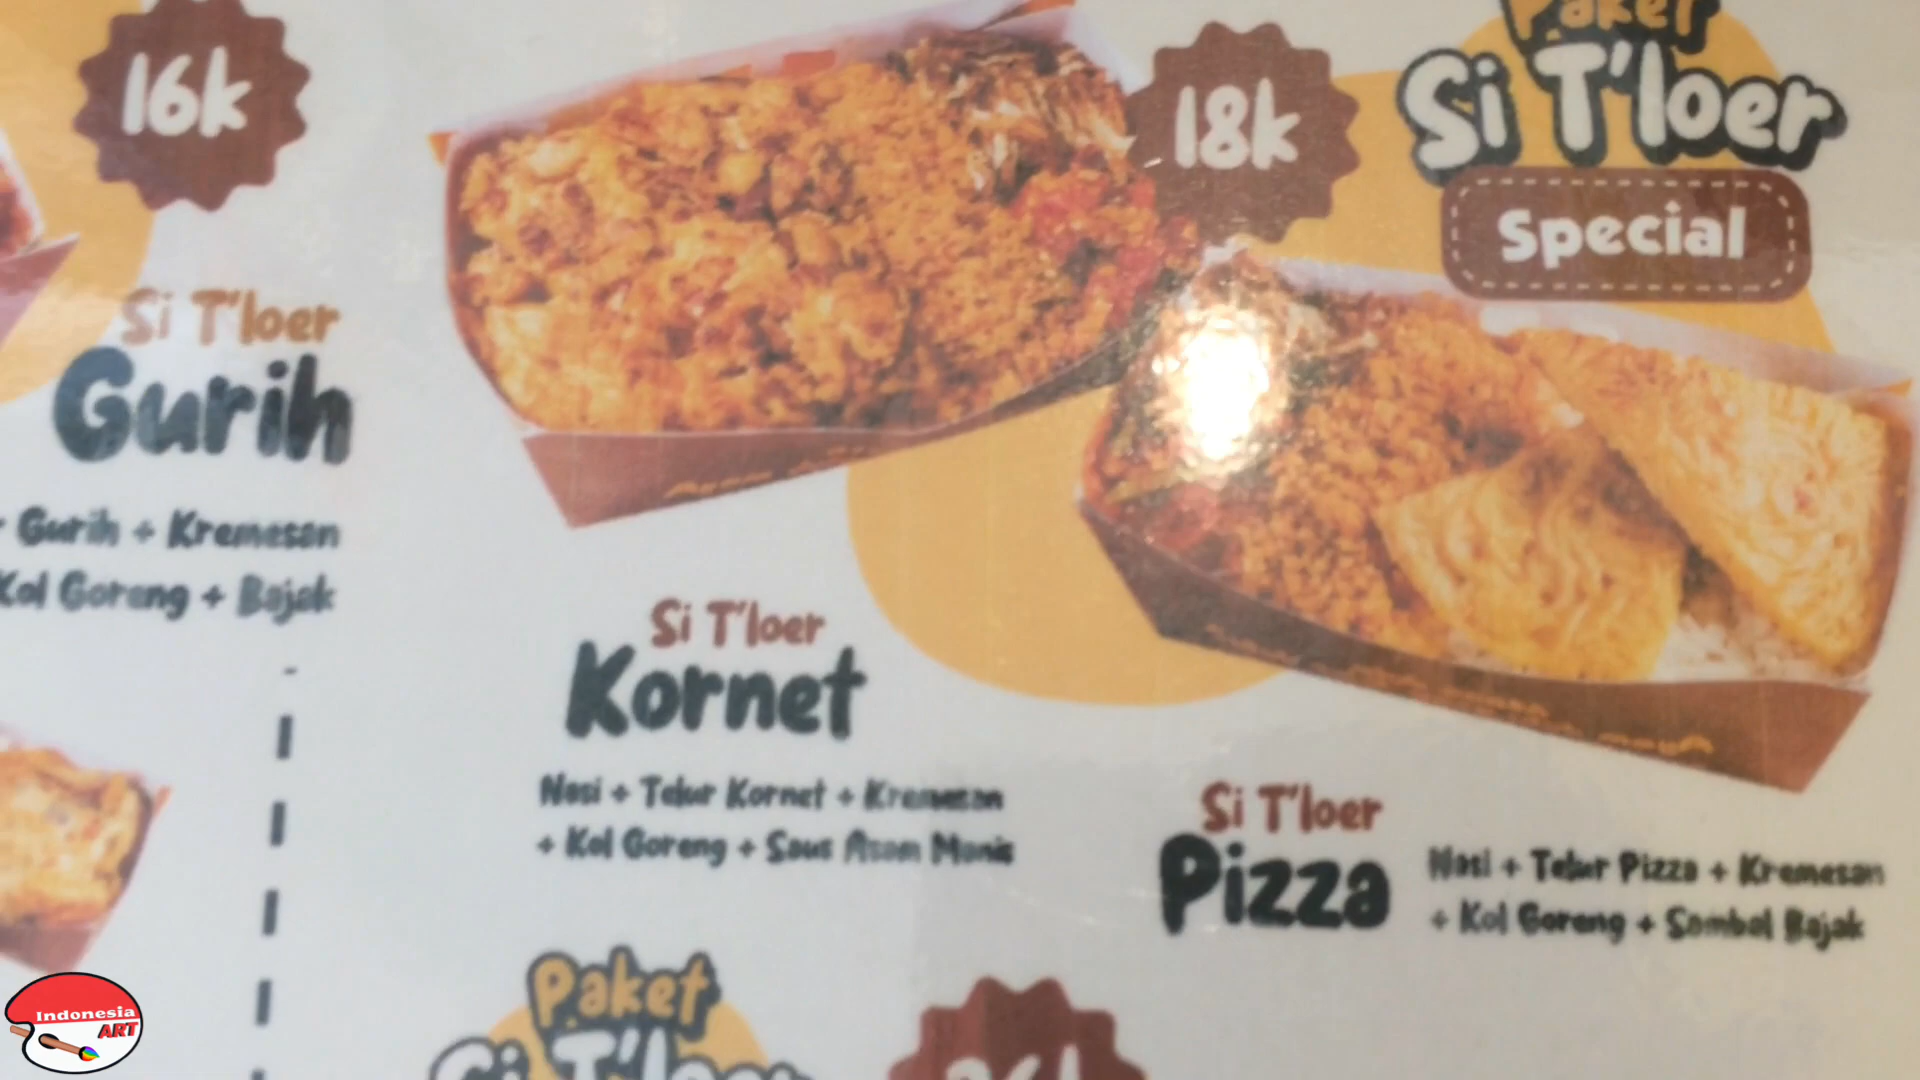 16k
Si T'loer
Gurih
Gurih + Kremesan
Kol Goreng + Bajak
18k
Paket
Si T'loer
Special
Si T'loer
Kornet
Nasi + Telur Kornet + Kremesan
+ Kol Goreng + Saus Asam Manis
Si T'loer
Pizza
Nasi + Telur Pizza + Kremesan
+ Kol Goreng + Sambal Bajak
Paket
Si T'loer
Indonesia
ART